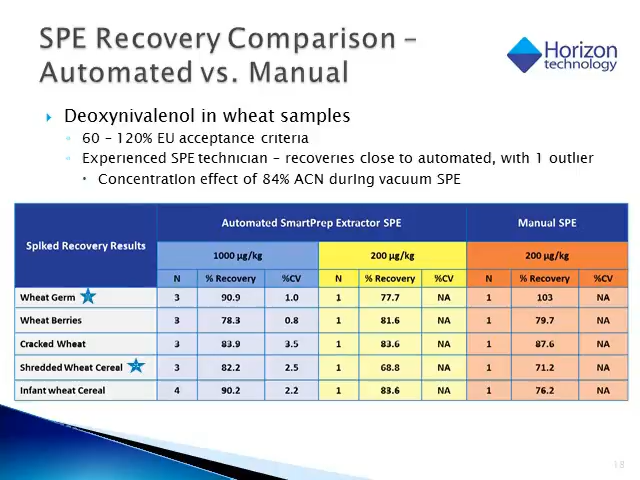 SPE Recovery Comparison –
Automated vs. Manual
Horizon
technology
Deoxynivalenol in wheat samples
60 – 120% EU acceptance criteria
Experienced SPE technician – recoveries close to automated, with 1 outlier
Concentration effect of 84% ACN during vacuum SPE
Spiked Recovery Results Automated SmartPrep Extractor SPE Manual SPE
1000 µg/kg 200 µg/kg 200 µg/kg
N % Recovery %CV N % Recovery %CV N % Recovery %CV
Wheat Germ 3 90.9 1.0 1 77.7 NA 1 103 NA
Wheat Berries 3 78.3 0.8 1 81.6 NA 1 79.7 NA
Cracked Wheat 3 83.9 3.5 1 83.6 NA 1 87.6 NA
Shredded Wheat Cereal 3 82.2 2.5 1 68.8 NA 1 71.2 NA
Infant wheat Cereal 4 90.2 2.2 1 83.6 NA 1 76.2 NA
18